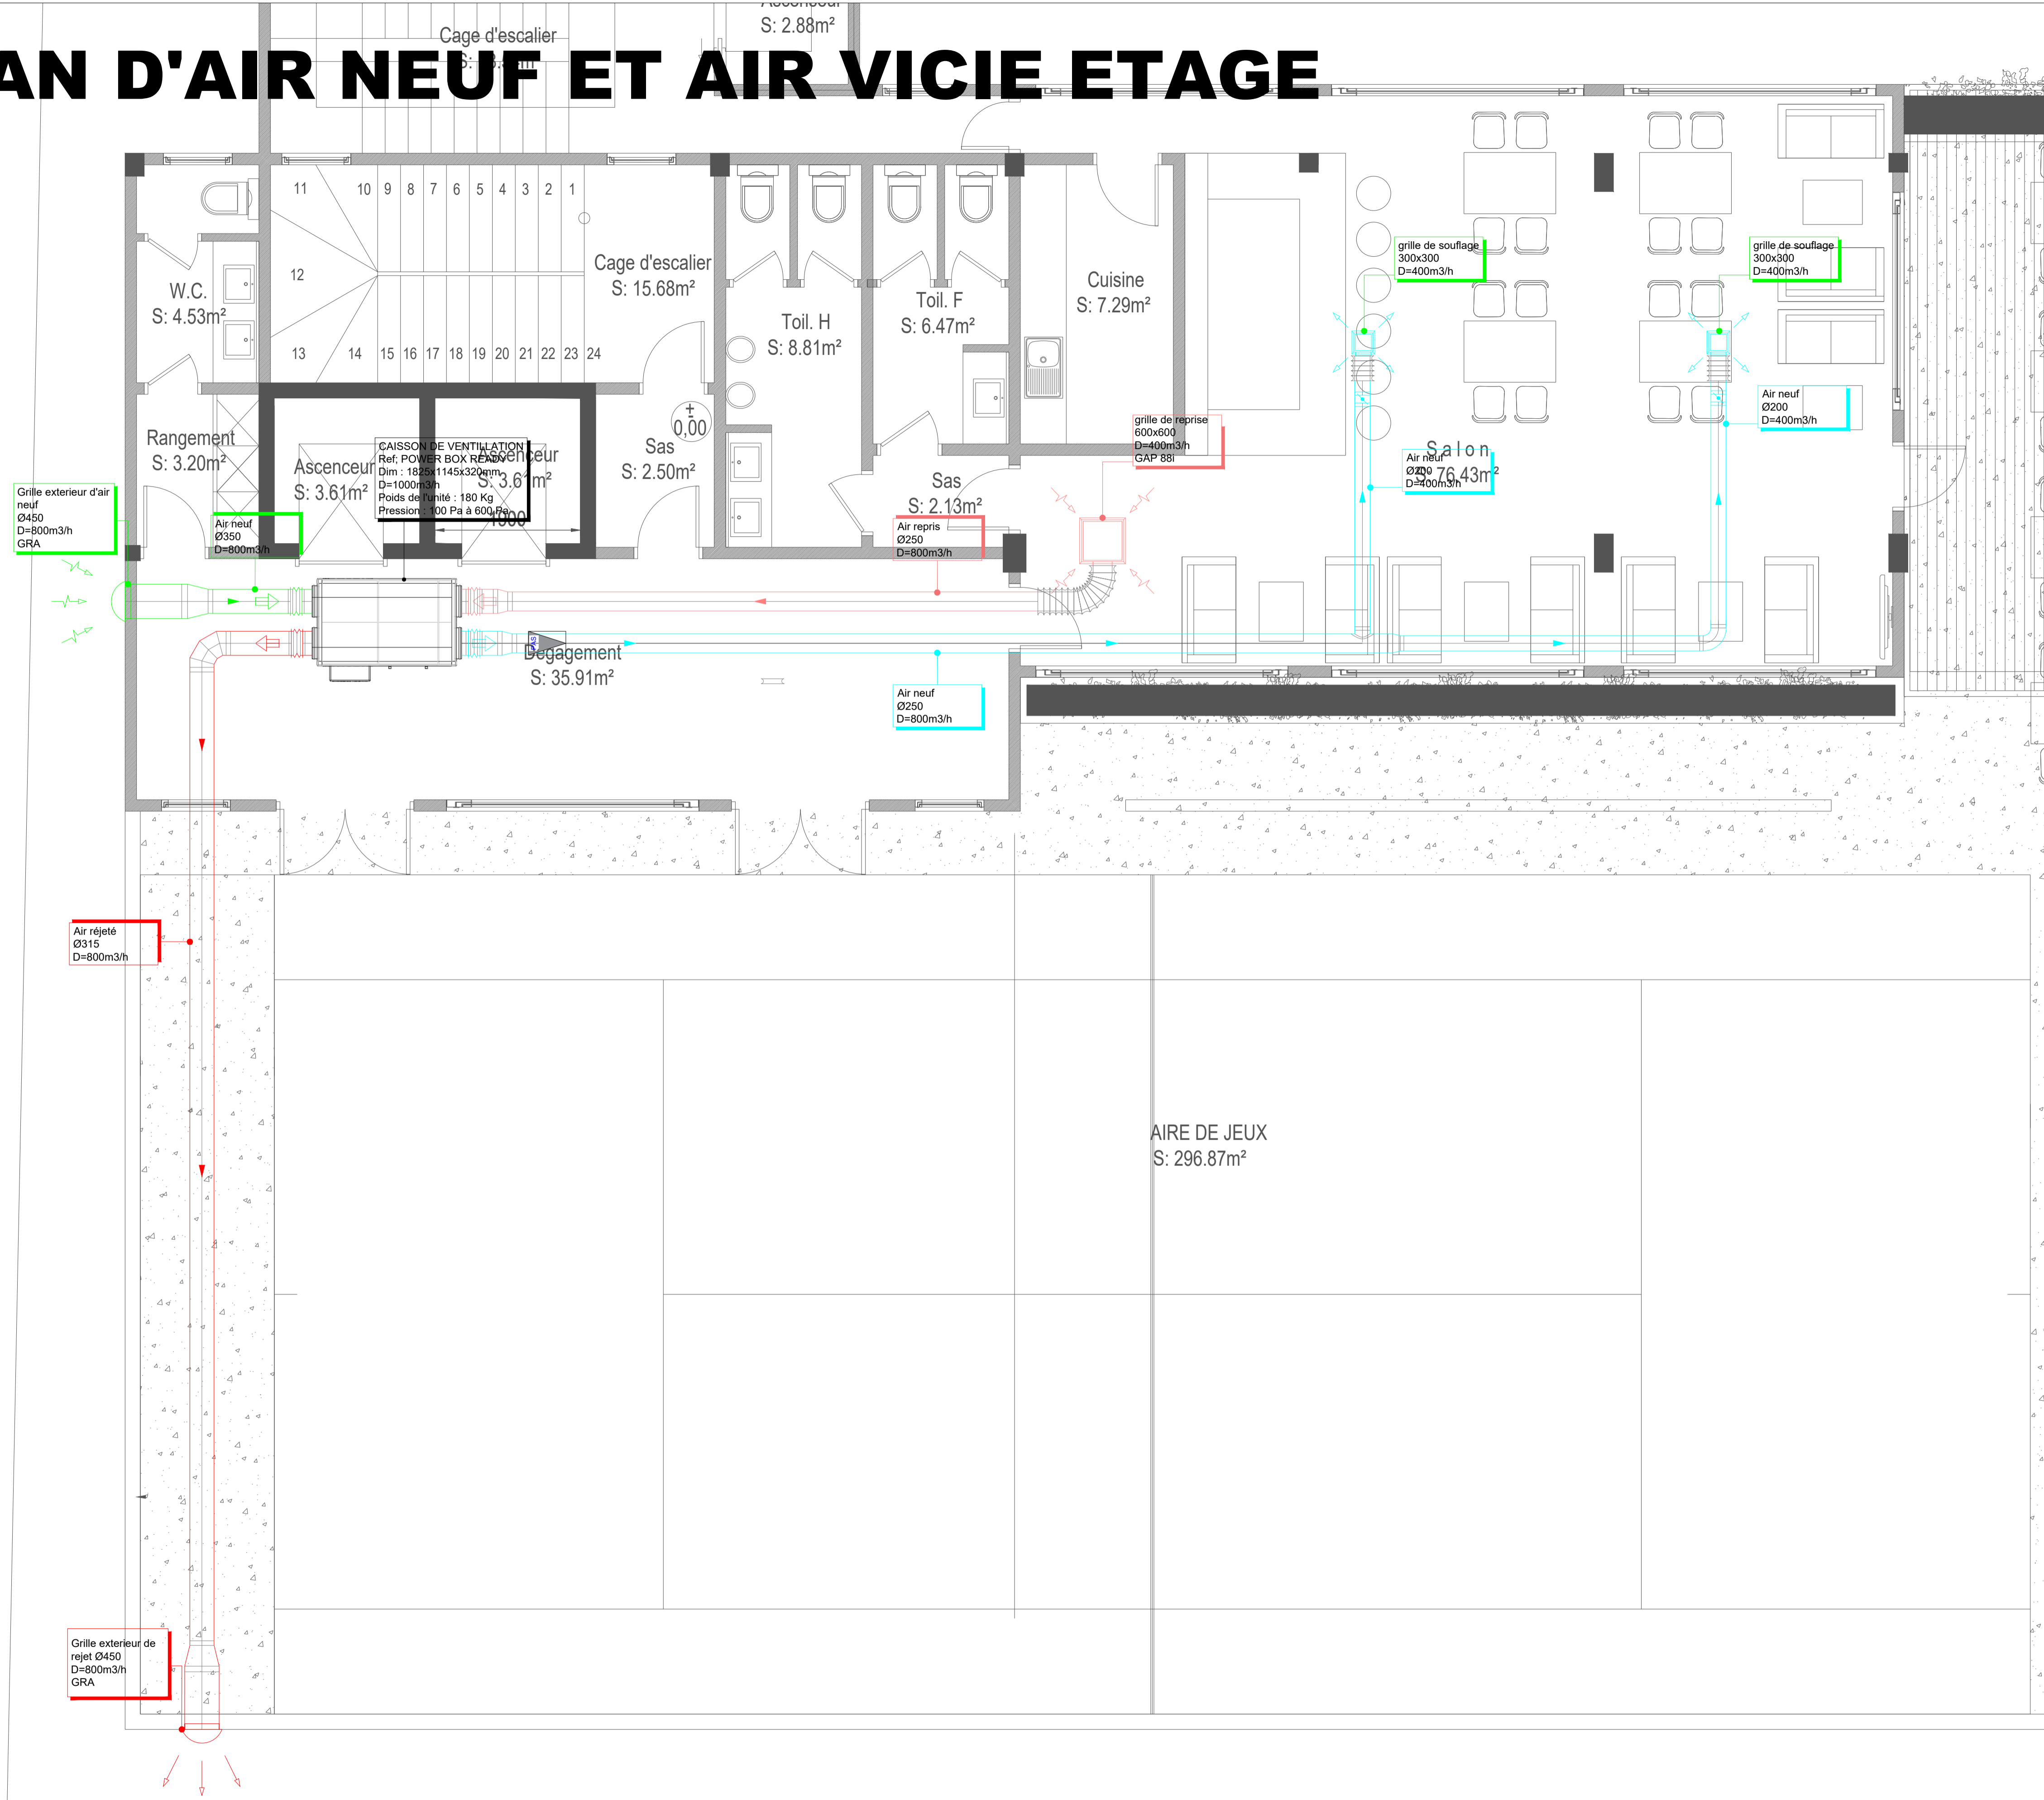 Ascenceur
S: 2.88m²
Cage d'escalier
AN D'AIR NEUF ET AIR VICIE ETAGE
11
10
9
8
7
6
5
4
3
2
1
12
13
14
15
16
17
18
19
20
21
22
23
24
Cage d'escalier
S: 15.68m²
W.C.
S: 4.53m²
Toil. H
S: 8.81m²
Toil. F
S: 6.47m²
Cuisine
S: 7.29m²
grille de souflage
300x300
D=400m3/h
grille de souflage
300x300
D=400m3/h
Air neuf
Ø200
D=400m3/h
Air neuf
Ø200
D=400m3/h
Salon
S: 76.43m²
grille de reprise
600x600
D=400m3/h
GAP 88i
Rangement
S: 3.20m²
Ascenceur
S: 3.61m²
Ascenceur
S: 3.61m²
1900
CAISSON DE VENTILLATION
Ref; POWER BOX READY
Dim : 1825x1145x320mm
D=1000m3/h
Poids de l'unité : 180 Kg
Pression : 100 Pa à 600 Pa
±
0,00
Sas
S: 2.50m²
Sas
S: 2.13m²
Grille exterieur d'air
neuf
Ø450
D=800m3/h
GRA
Air neuf
Ø350
D=800m3/h
Air repris
Ø250
D=800m3/h
Dégagement
S: 35.91m²
Air neuf
Ø250
D=800m3/h
Air réjeté
Ø315
D=800m3/h
AIRE DE JEUX
S: 296.87m²
Grille exterieur de
rejet Ø450
D=800m3/h
GRA